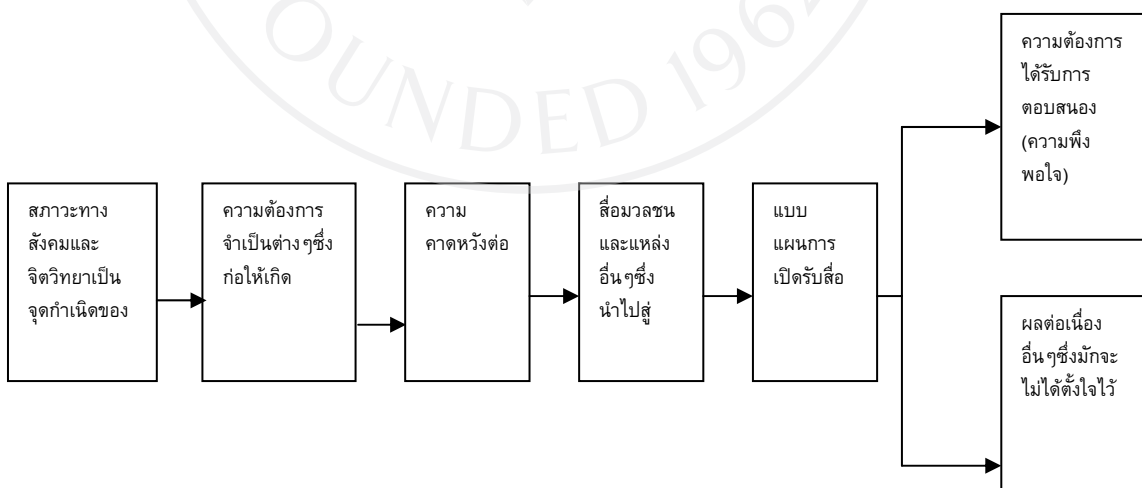 OUNDED 1962
สภาวะทาง
สังคมและ
จิตวิทยาเป็น
จุดกำเนิดของ
ความต้องการ
จำเป็นต่างๆซึ่ง
ก่อให้เกิด
ความ
คาดหวังต่อ
สื่อมวลชน
และแหล่ง
อื่นๆซึ่ง
นำไปสู่
แบบ
แผนการ
เปิดรับสื่อ
ความต้องการ
ได้รับการ
ตอบสนอง
(ความพึง
พอใจ)
ผลต่อเนื่อง
อื่นๆซึ่งมักจะ
ไม่ได้ตั้งใจไว้